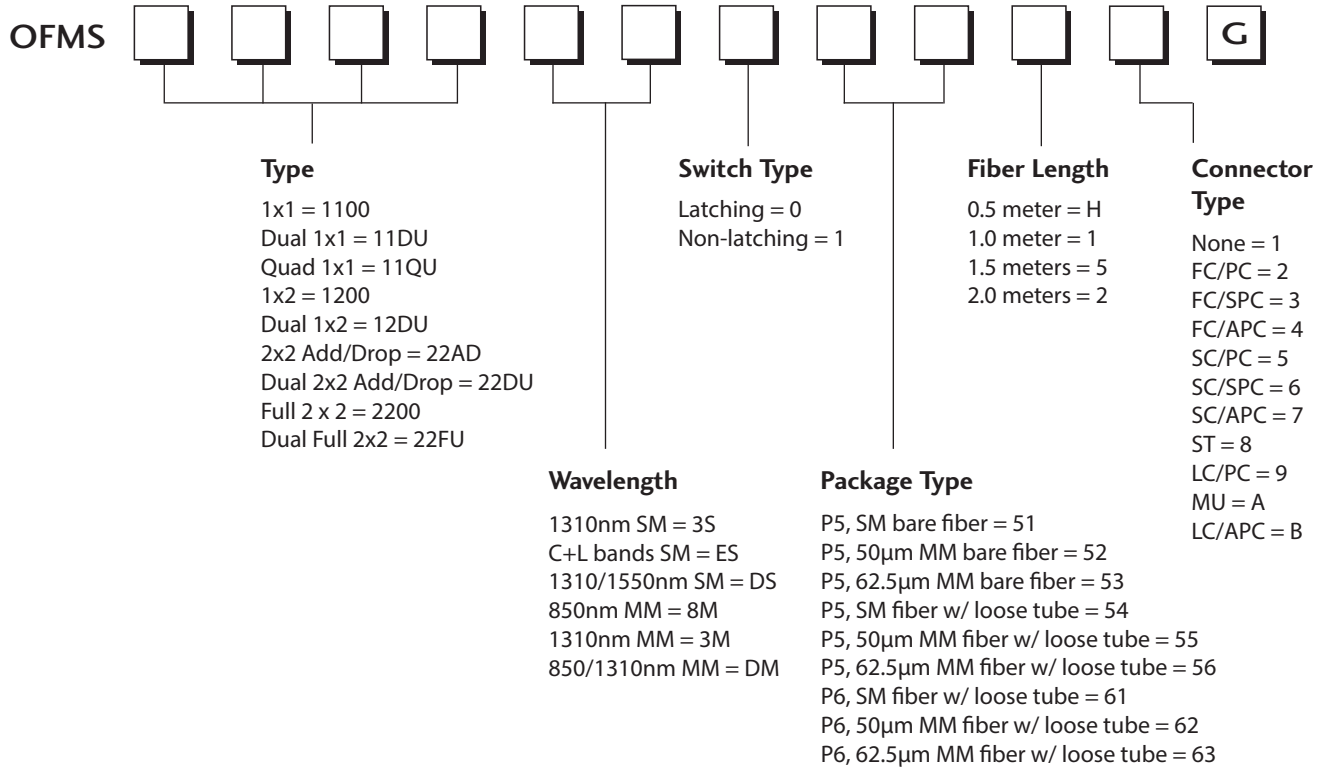 OFMS G
Type
1x1 = 1100
Dual 1x1 = 11DU
Quad 1x1 = 11QU
1x2 = 1200
Dual 1x2 = 12DU
2x2 Add/Drop = 22AD
Dual 2x2 Add/Drop = 22DU
Full 2 x 2 = 2200
Dual Full 2x2 = 22FU
Wavelength
1310nm SM = 3S
C+L bands SM = ES
1310/1550nm SM = DS
850nm MM = 8M
1310nm MM = 3M
850/1310nm MM = DM
Switch Type
Latching = 0
Non-latching = 1
Package Type
P5, SM bare fiber = 51
P5, 50µm MM bare fiber = 52
P5, 62.5µm MM bare fiber = 53
P5, SM fiber w/ loose tube = 54
P5, 50µm MM fiber w/ loose tube = 55
P5, 62.5µm MM fiber w/ loose tube = 56
P6, SM fiber w/ loose tube = 61
P6, 50µm MM fiber w/ loose tube = 62
P6, 62.5µm MM fiber w/ loose tube = 63
Fiber Length
0.5 meter = H
1.0 meter = 1
1.5 meters = 5
2.0 meters = 2
Connector
Type
None = 1
FC/PC = 2
FC/SPC = 3
FC/APC = 4
SC/PC = 5
SC/SPC = 6
SC/APC = 7
ST = 8
LC/PC = 9
MU = A
LC/APC = B